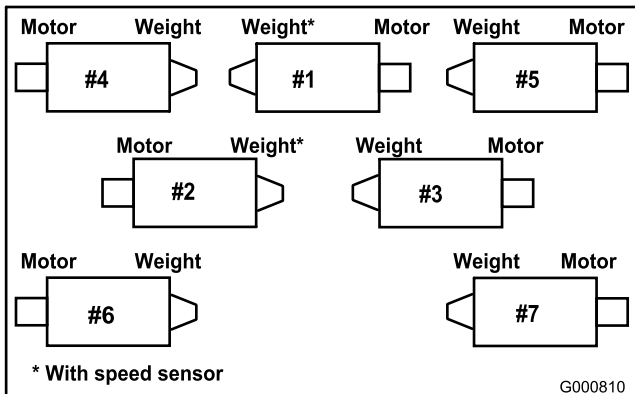 Motor Weight Weight* Motor Weight Motor
#4 #1 #5
Motor Weight* Weight Motor
#2 #3
Motor Weight Weight Motor
#6 #7
* With speed sensor
G000810